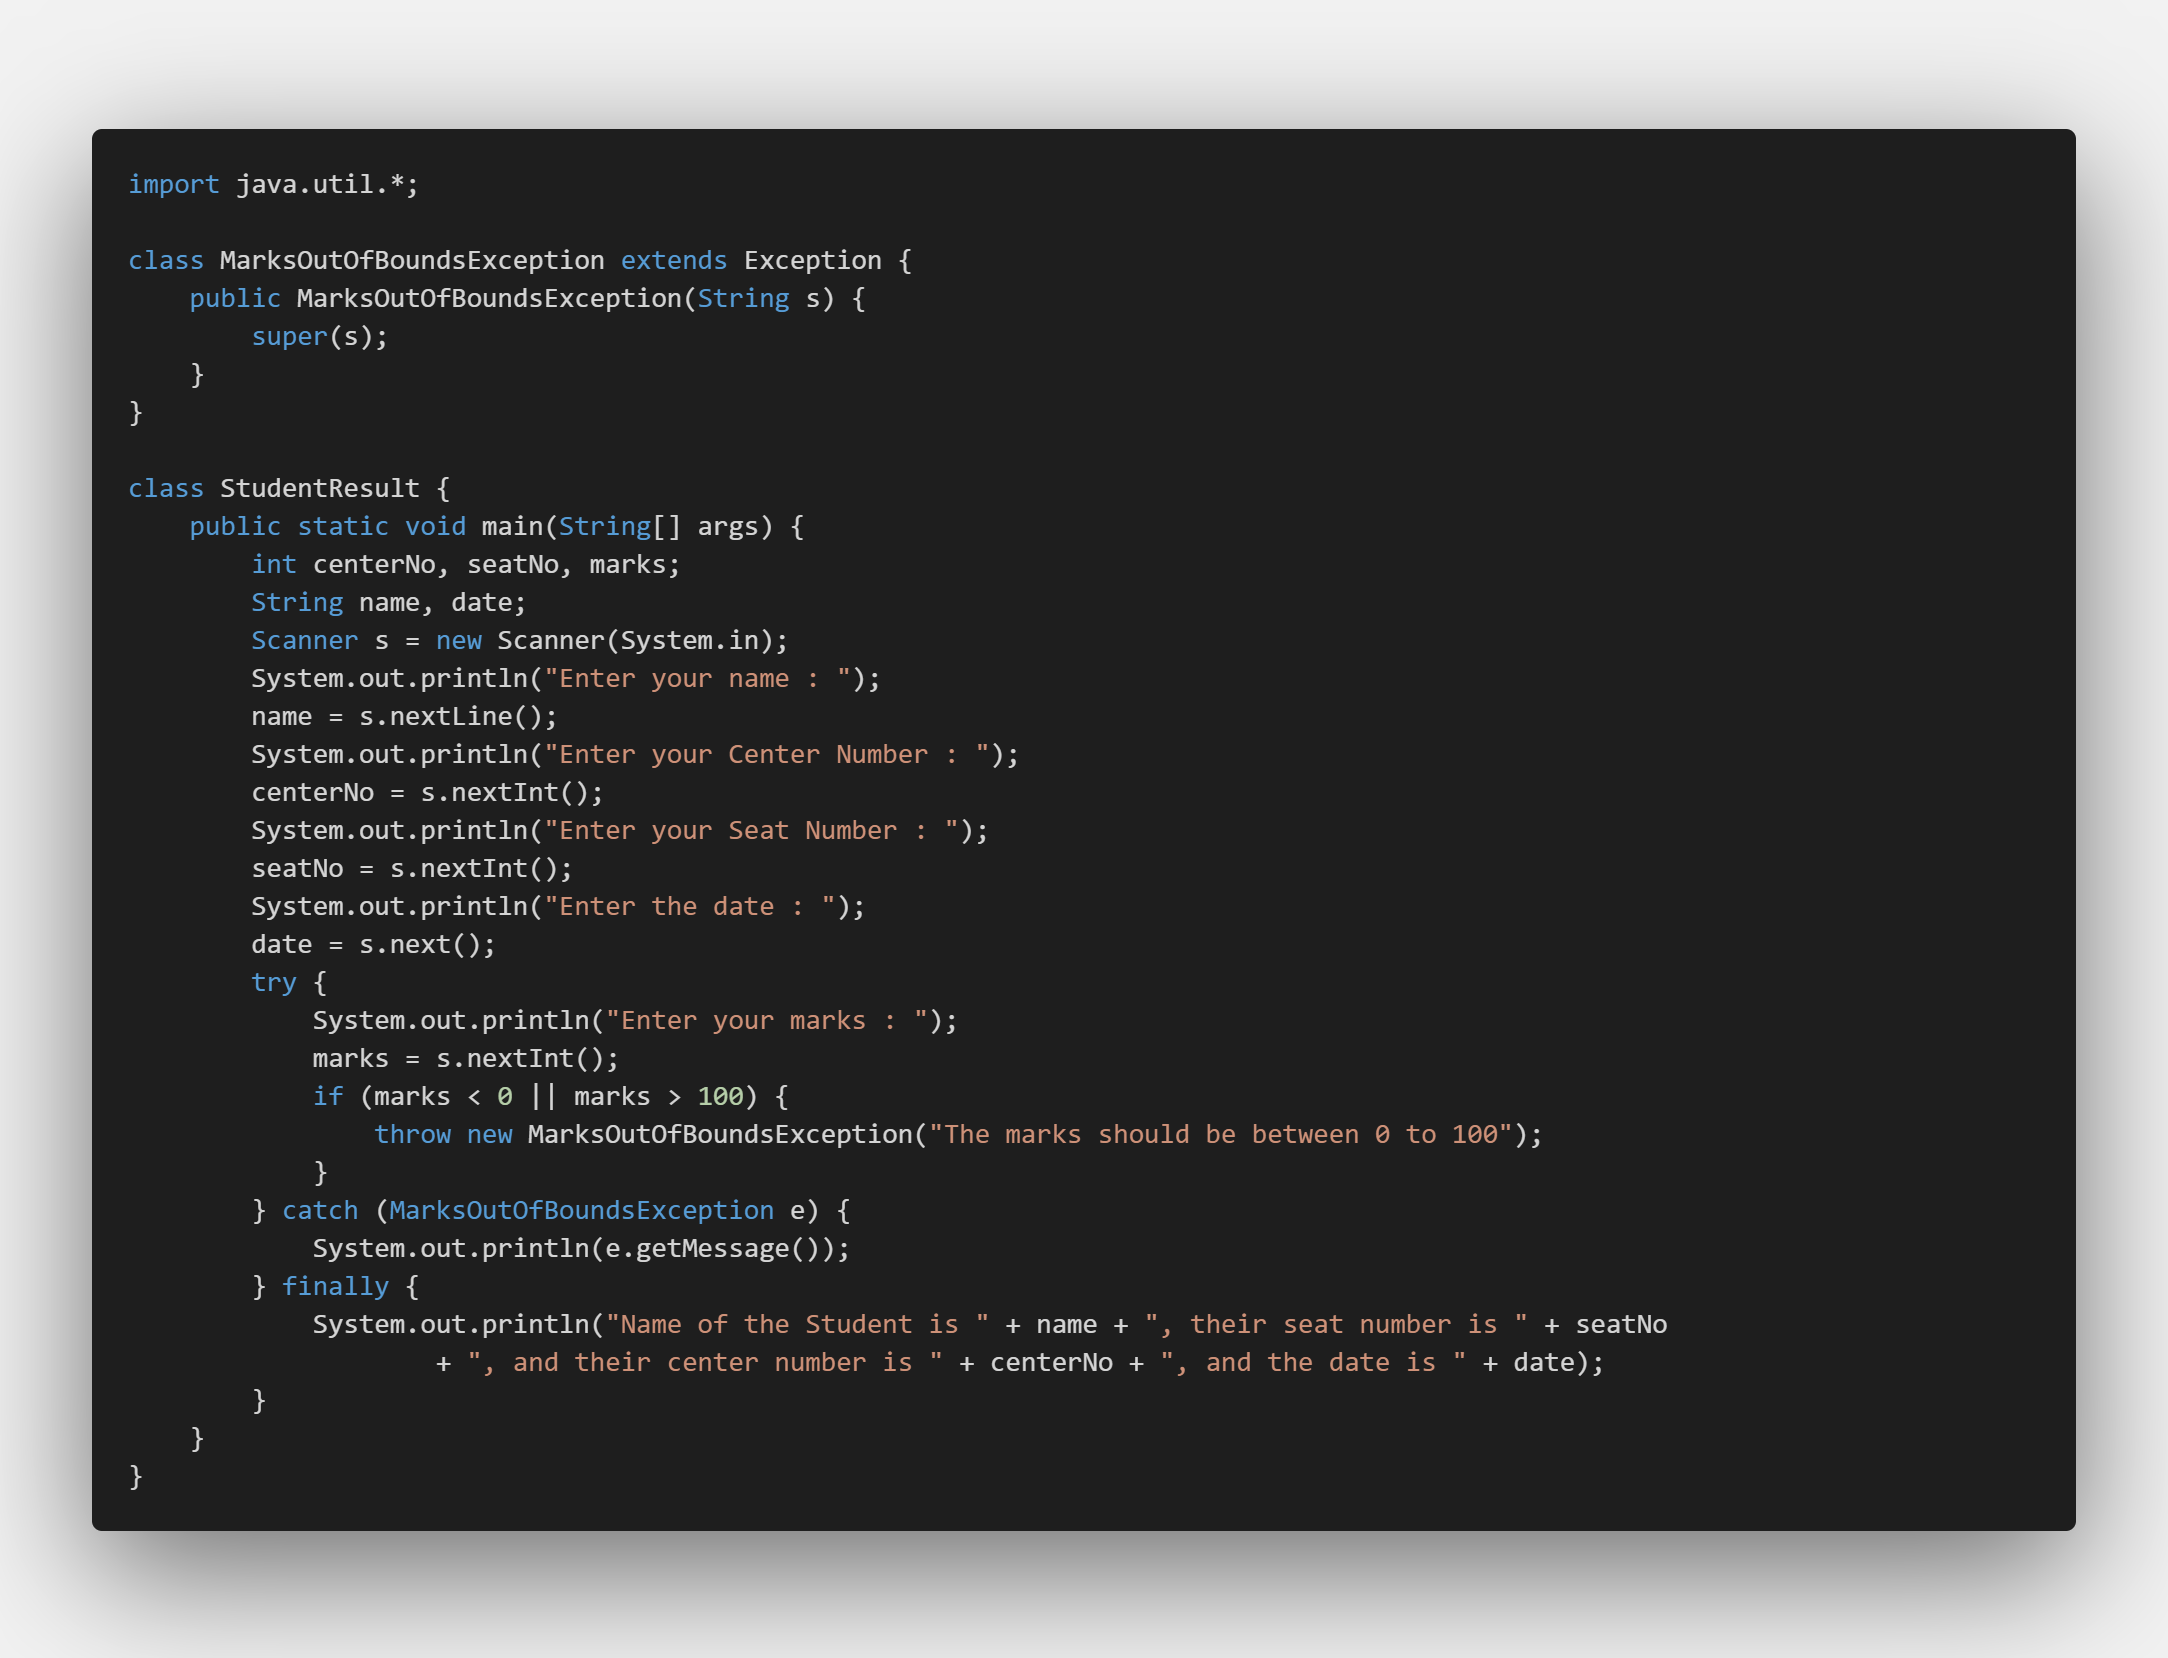 import java.util.*;

class MarksOutOfBoundsException extends Exception {
    public MarksOutOfBoundsException(String s) {
        super(s);
    }
}

class StudentResult {
    public static void main(String[] args) {
        int centerNo, seatNo, marks;
        String name, date;
        Scanner s = new Scanner(System.in);
        System.out.println("Enter your name : ");
        name = s.nextLine();
        System.out.println("Enter your Center Number : ");
        centerNo = s.nextInt();
        System.out.println("Enter your Seat Number : ");
        seatNo = s.nextInt();
        System.out.println("Enter the date : ");
        date = s.next();
        try {
            System.out.println("Enter your marks : ");
            marks = s.nextInt();
            if (marks < 0 || marks > 100) {
                throw new MarksOutOfBoundsException("The marks should be between 0 to 100");
            }
        } catch (MarksOutOfBoundsException e) {
            System.out.println(e.getMessage());
        } finally {
            System.out.println("Name of the Student is " + name + ", their seat number is " + seatNo
                    + ", and their center number is " + centerNo + ", and the date is " + date);
        }
    }
}